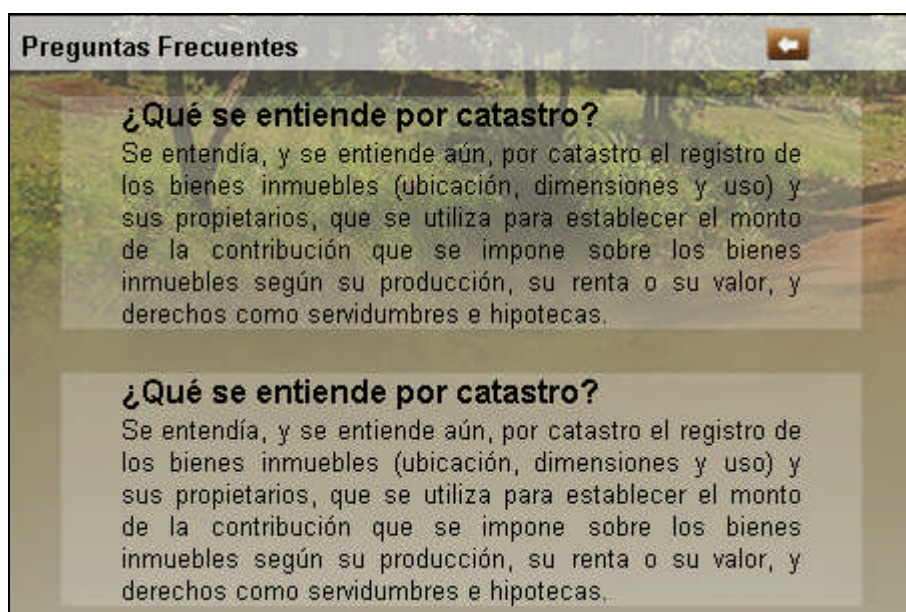 Preguntas Frecuentes
¿Qué se entiende por catastro?
Se entendía, y se entiende aún, por catastro el registro de
los bienes inmuebles (ubicación, dimensiones y uso) y
sus propietarios, que se utiliza para establecer el monto
de la contribución que se impone sobre los bienes
inmuebles según su producción, su renta o su valor, y
derechos como servidumbres e hipotecas.
¿Qué se entiende por catastro?
Se entendía, y se entiende aún, por catastro el registro de
los bienes inmuebles (ubicación, dimensiones y uso) y
sus propietarios, que se utiliza para establecer el monto
de la contribución que se impone sobre los bienes
inmuebles según su producción, su renta o su valor, y
derechos como servidumbres e hipotecas.